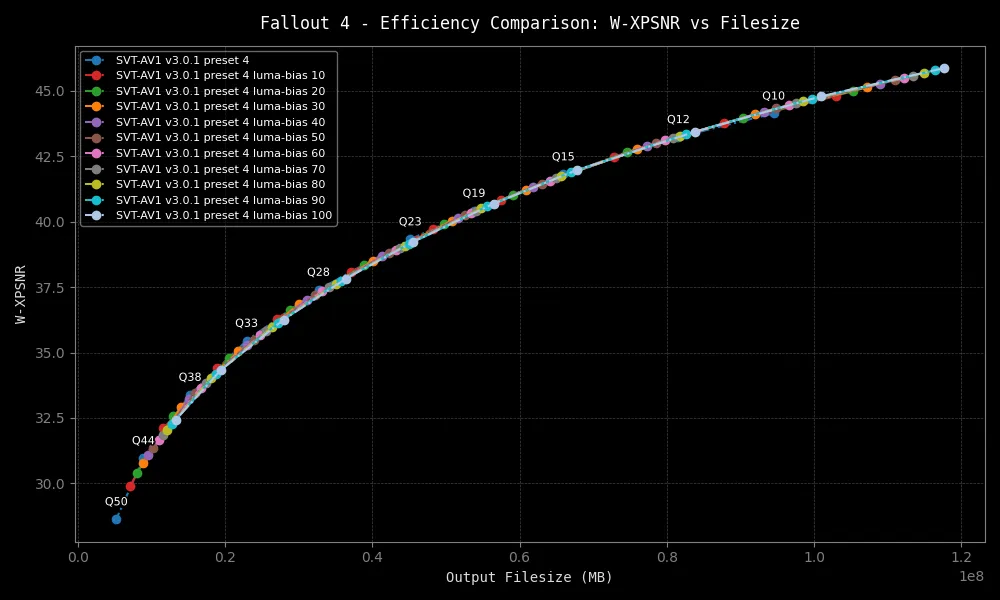 Fallout 4 - Efficiency Comparison: W-XPSNR vs Filesize
SVT-AV1 v3.0.1 preset 4
SVT-AV1 v3.0.1 preset 4 luma-bias 10
SVT-AV1 v3.0.1 preset 4 luma-bias 20
SVT-AV1 v3.0.1 preset 4 luma-bias 30
SVT-AV1 v3.0.1 preset 4 luma-bias 40
SVT-AV1 v3.0.1 preset 4 luma-bias 50
SVT-AV1 v3.0.1 preset 4 luma-bias 60
SVT-AV1 v3.0.1 preset 4 luma-bias 70
SVT-AV1 v3.0.1 preset 4 luma-bias 80
SVT-AV1 v3.0.1 preset 4 luma-bias 90
SVT-AV1 v3.0.1 preset 4 luma-bias 100
W-XPSNR
45.0
42.5
40.0
37.5
35.0
32.5
30.0
Q10
Q12
Q15
Q19
Q23
Q28
Q33
Q38
Q44
Q50
0.0 0.2 0.4 0.6 0.8 1.0 1.2
1e8
Output Filesize (MB)